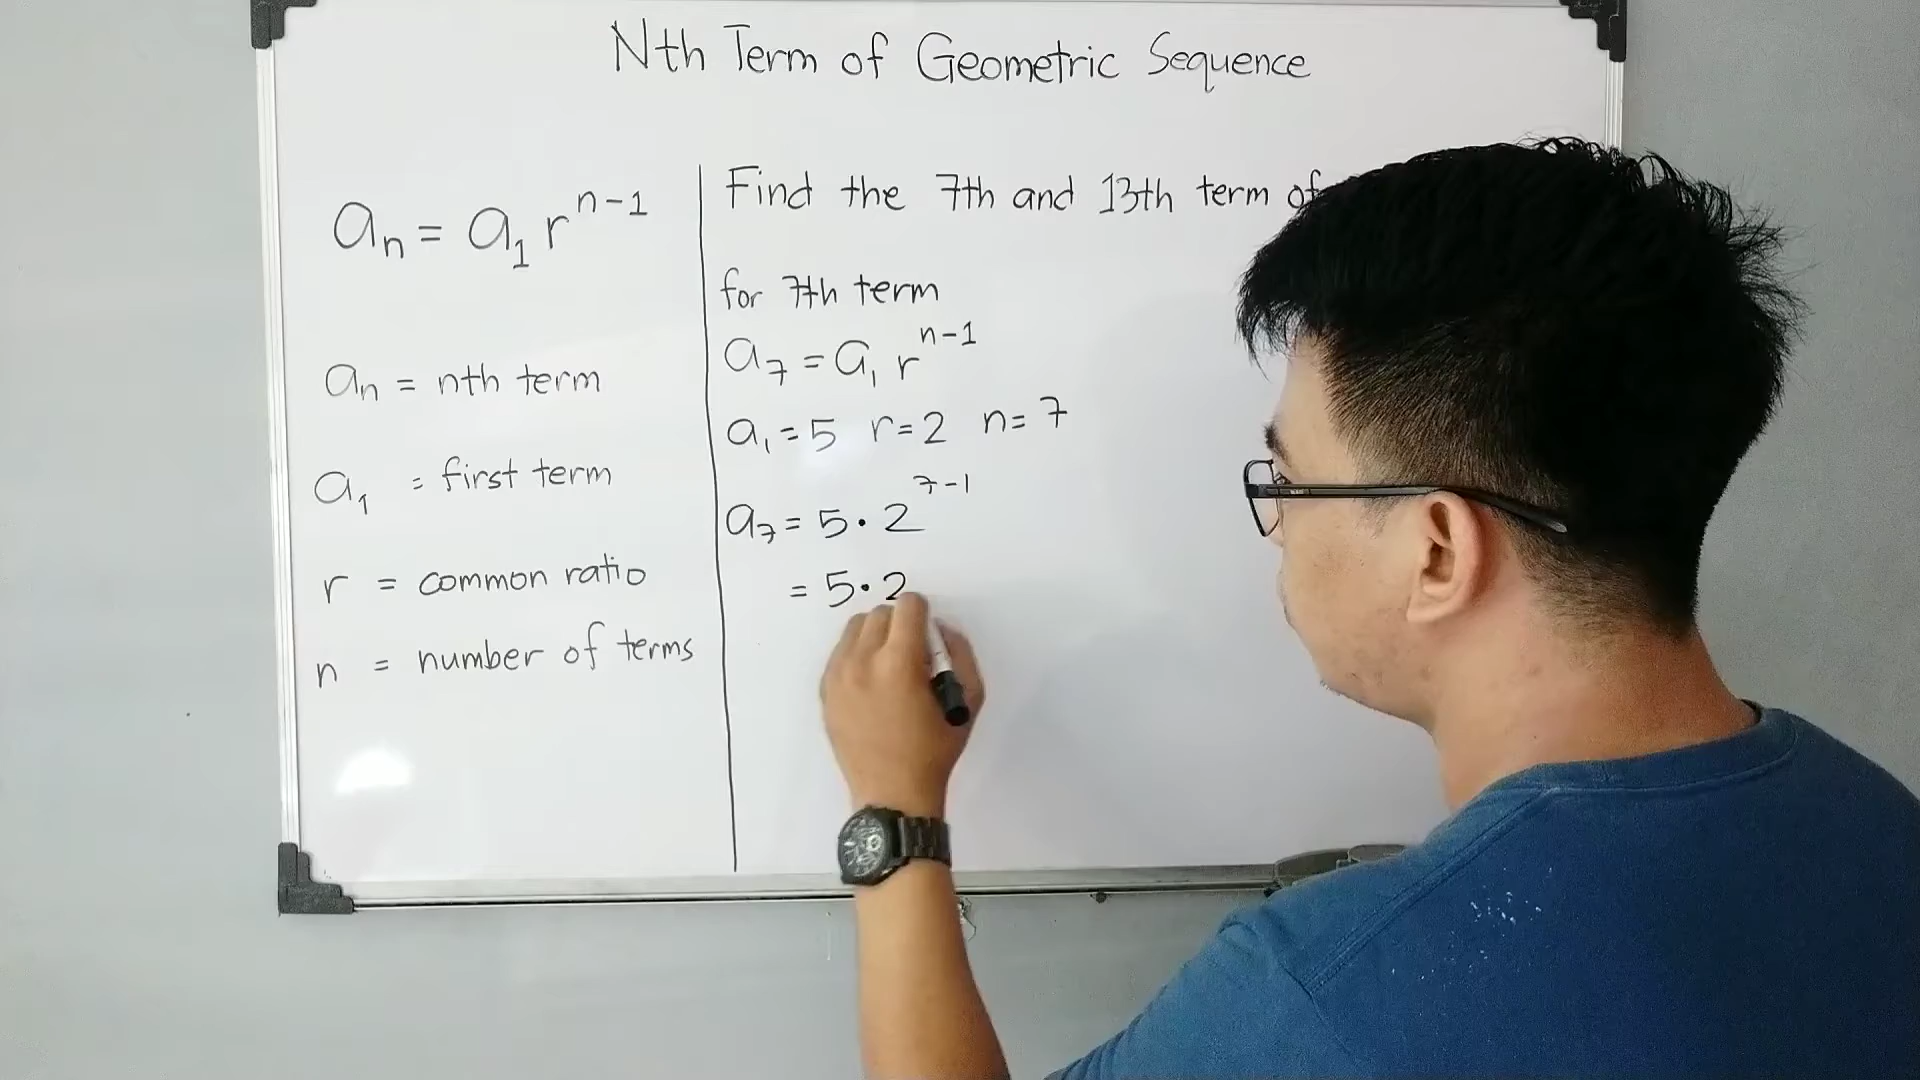 Nth Term of Geometric Sequence
aₙ = a₁ rⁿ⁻¹
aₙ = nth term
a₁ = first term
r = common ratio
n = number of terms
Find the 7th and 13th term of
for 7th term
a₇ = a₁ rⁿ⁻¹
a₁ = 5 r = 2 n = 7
a₇ = 5 · 2⁷⁻¹
= 5 · 2